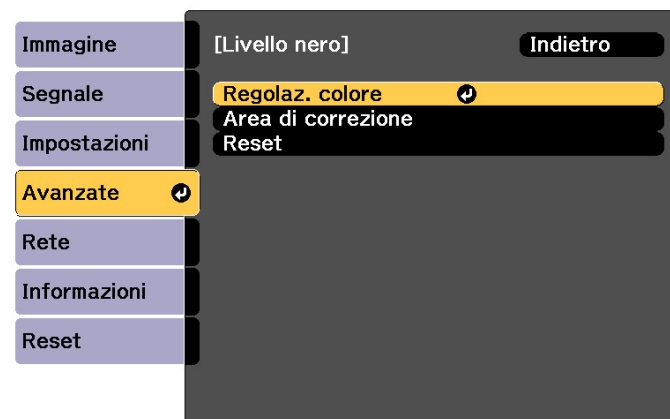 Immagine
Segnale
Impostazioni
Avanzate
Rete
Informazioni
Reset
[Livello nero] Indietro
Regolaz. colore
Area di correzione
Reset